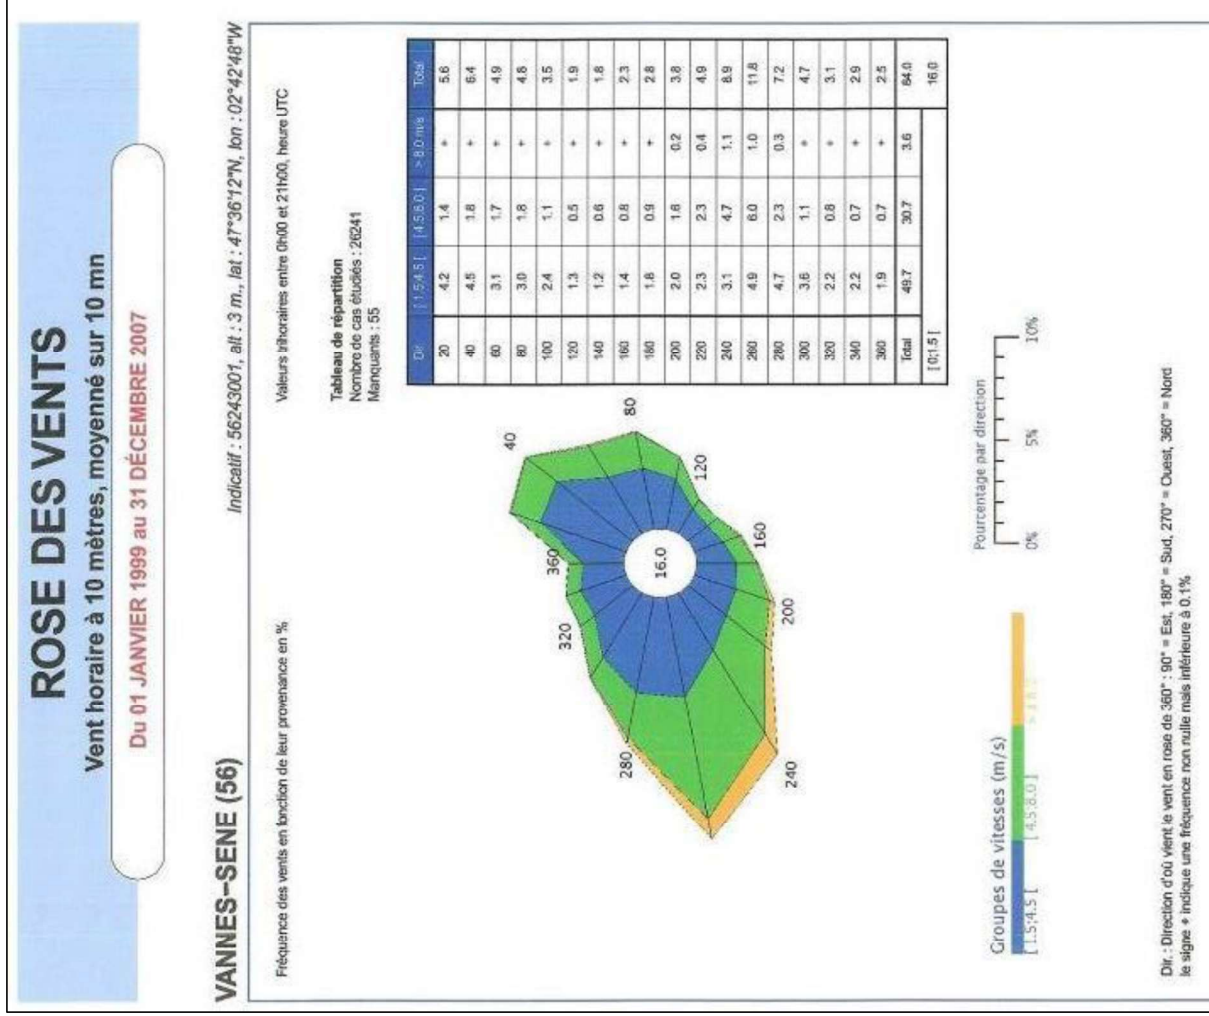 ROSE DES VENTS
Vent horaire à 10 mètres, moyenné sur 10 mn
Du 01 JANVIER 1999 au 31 DÉCEMBRE 2007
VANNES–SENE (56)
Indicatif : 56243001, alt : 3 m., lat : 47°36'12"N, lon : 02°42'48"W
Fréquence des vents en fonction de leur provenance en %
Valeurs trihoraires entre 0h00 et 21h00, heure UTC
Tableau de répartition
Nombre de cas étudiés : 26241
Manquants : 55
Dir. [ 1.5;4.5 [ [ 4.5;8.0 ] > 8.0 m/s Total
20 4.2 1.4 + 5.6
40 4.5 1.8 + 6.4
60 3.1 1.7 + 4.9
80 3.0 1.8 + 4.8
100 2.4 1.1 + 3.5
120 1.3 0.5 + 1.9
140 1.2 0.6 + 1.8
160 1.4 0.8 + 2.3
180 1.8 0.9 + 2.8
200 2.0 1.6 0.2 3.8
220 2.3 2.3 0.4 4.9
240 3.1 4.7 1.1 8.9
260 4.9 6.0 1.0 11.8
280 4.7 2.3 0.3 7.2
300 3.6 1.1 + 4.7
320 2.2 0.8 + 3.1
340 2.2 0.7 + 2.9
360 1.9 0.7 + 2.5
Total 49.7 30.7 3.6 84.0
[ 0;1.5 [ 16.0
40
80
120
160
200
240
280
320
360
16.0
Groupes de vitesses (m/s)
[ 1.5;4.5 [
[ 4.5;8.0 ]
> 8.0
Pourcentage par direction
0% 5% 10%
Dir. : Direction d'où vient le vent en rose de 360° : 90° = Est, 180° = Sud, 270° = Ouest, 360° = Nord
le signe + indique une fréquence non nulle mais inférieure à 0.1%